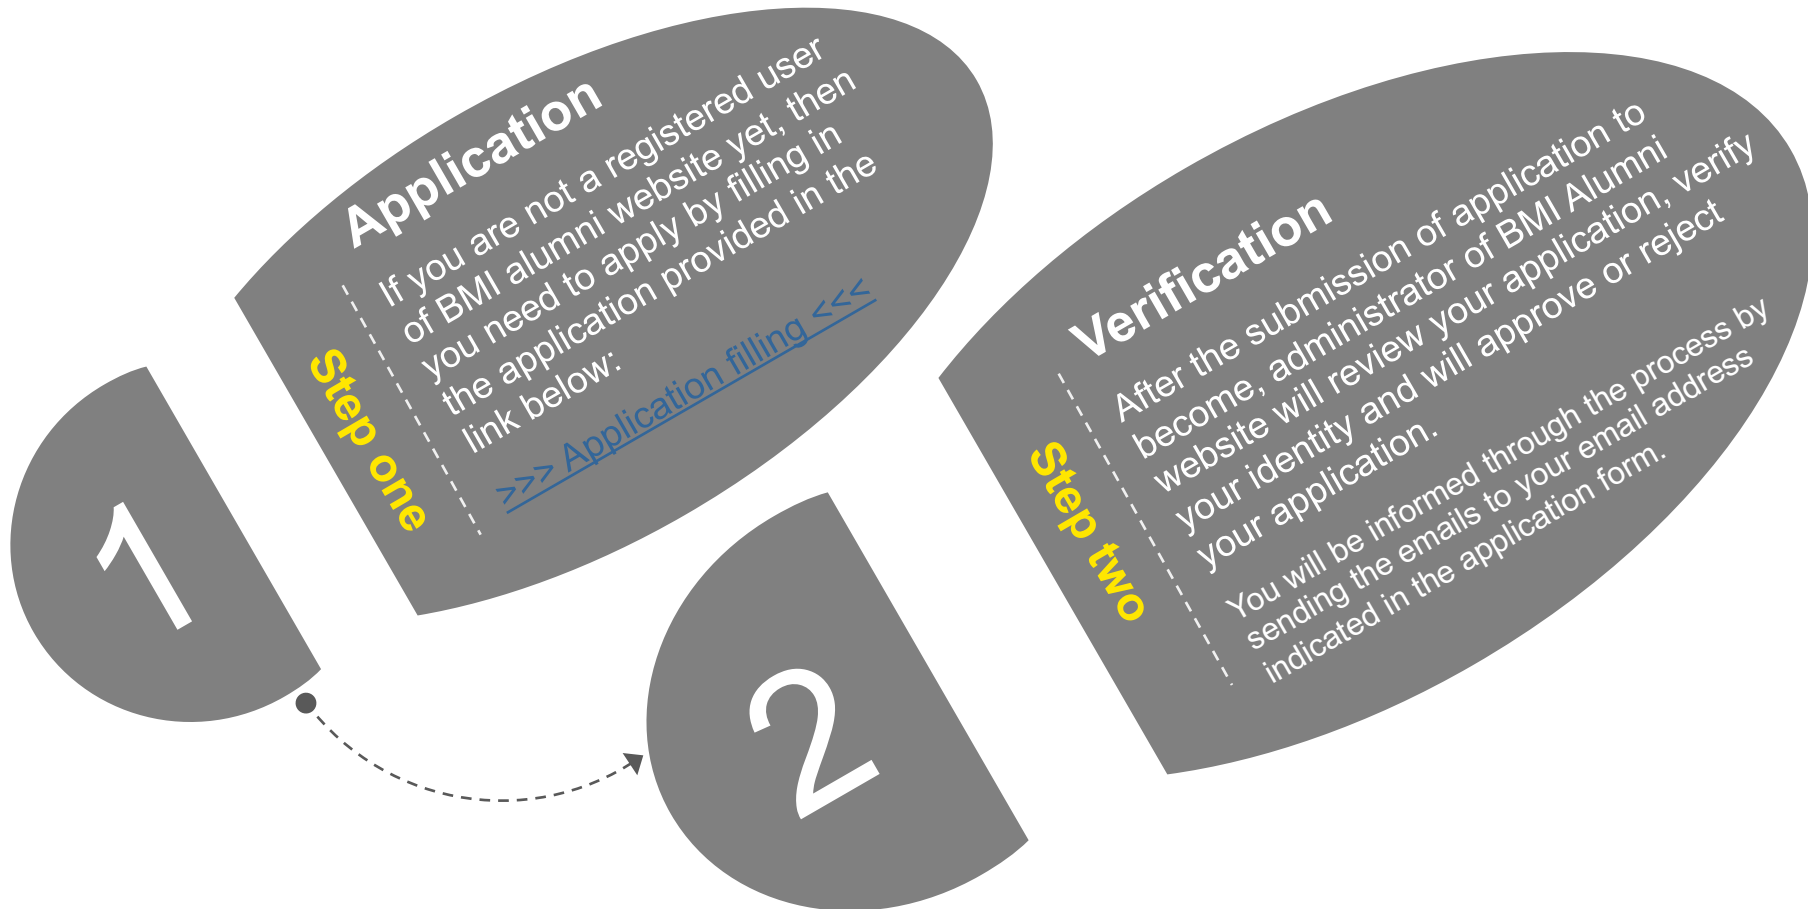 1
Step one
Application
If you are not a registered user
of BMI alumni website yet, then
you need to apply by filling in
the application provided in the
link below:
>>> Application filling <<<
2
Step two
Verification
After the submission of application to
become, administrator of BMI Alumni
website will review your application, verify
your identity and will approve or reject
your application.
You will be informed through the process by
sending the emails to your email address
indicated in the application form.